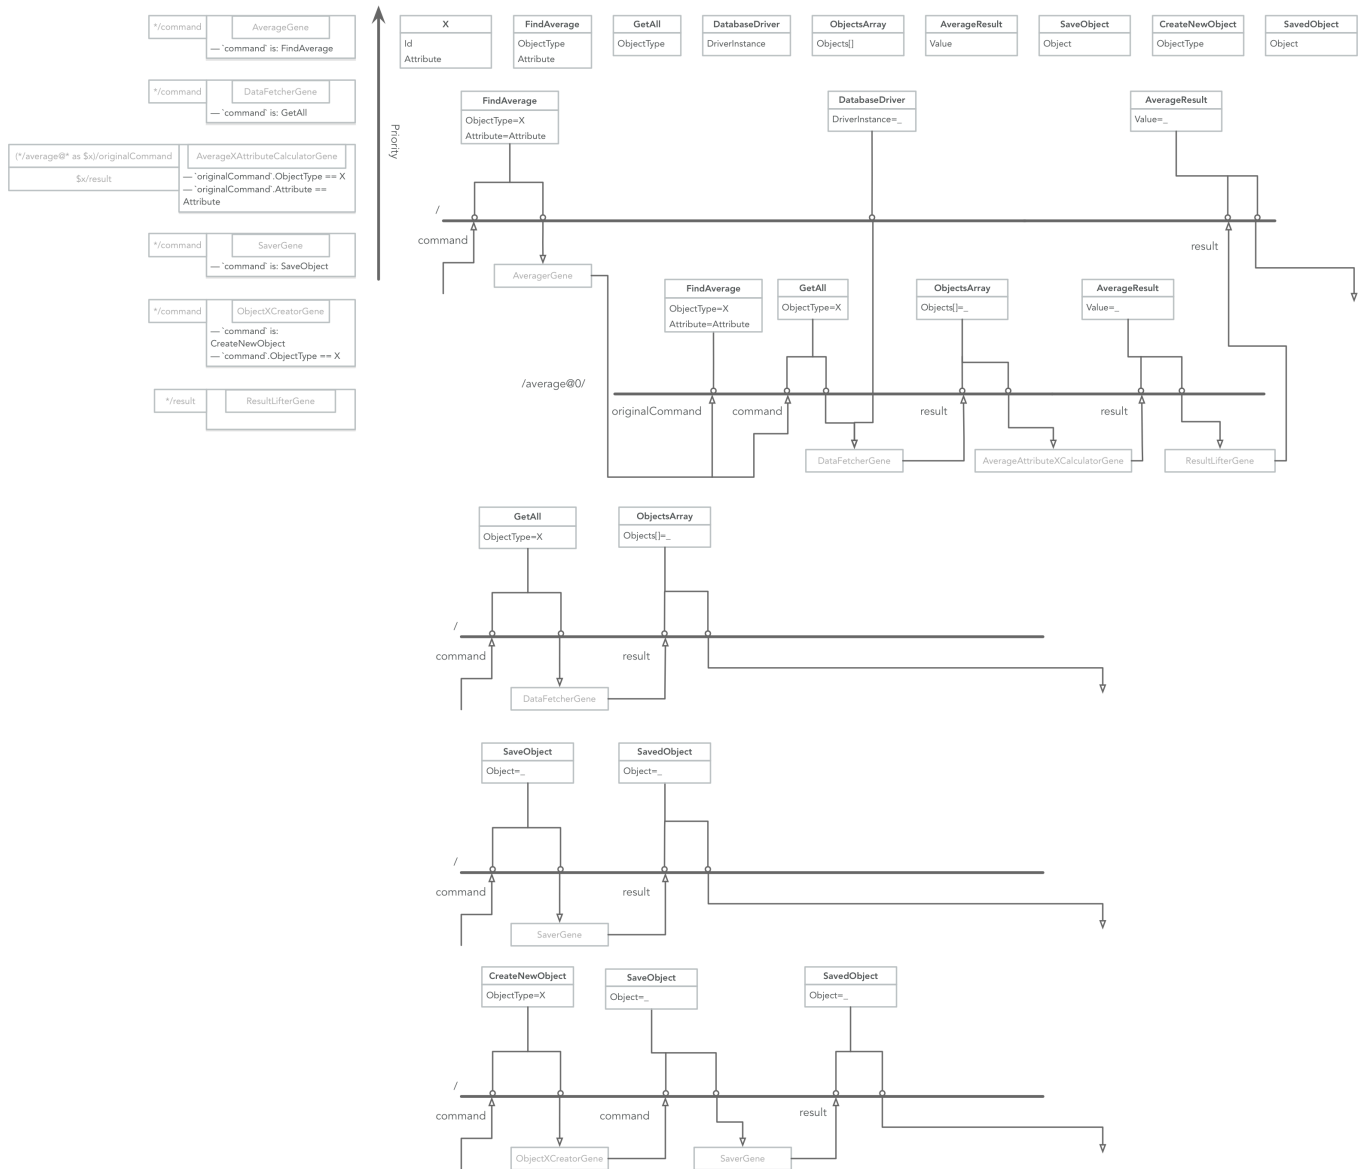 */command
AverageGene
— `command` is: FindAverage
*/command
DataFetcherGene
— `command` is: GetAll
(*/average@* as $x)/originalCommand
$x/result
AverageXAttributeCalculatorGene
— `originalCommand`.ObjectType == X
— `originalCommand`.Attribute ==
Attribute
*/command
SaverGene
— `command` is: SaveObject
*/command
ObjectXCreatorGene
— `command` is:
CreateNewObject
— `command`.ObjectType == X
*/result
ResultLifterGene
Priority
X
Id
Attribute
FindAverage
ObjectType
Attribute
GetAll
ObjectType
DatabaseDriver
DriverInstance
ObjectsArray
Objects[]
AverageResult
Value
SaveObject
Object
CreateNewObject
ObjectType
SavedObject
Object
FindAverage
ObjectType=X
Attribute=Attribute
DatabaseDriver
DriverInstance=_
AverageResult
Value=_
/
command
result
AveragerGene
FindAverage
ObjectType=X
Attribute=Attribute
GetAll
ObjectType=X
ObjectsArray
Objects[]=_
AverageResult
Value=_
/average@0/
originalCommand
command
result
result
DataFetcherGene
AverageAttributeXCalculatorGene
ResultLifterGene
GetAll
ObjectType=X
ObjectsArray
Objects[]=_
/
command
result
DataFetcherGene
SaveObject
Object=_
SavedObject
Object=_
/
command
result
SaverGene
CreateNewObject
ObjectType=X
SaveObject
Object=_
SavedObject
Object=_
/
command
command
result
ObjectXCreatorGene
SaverGene